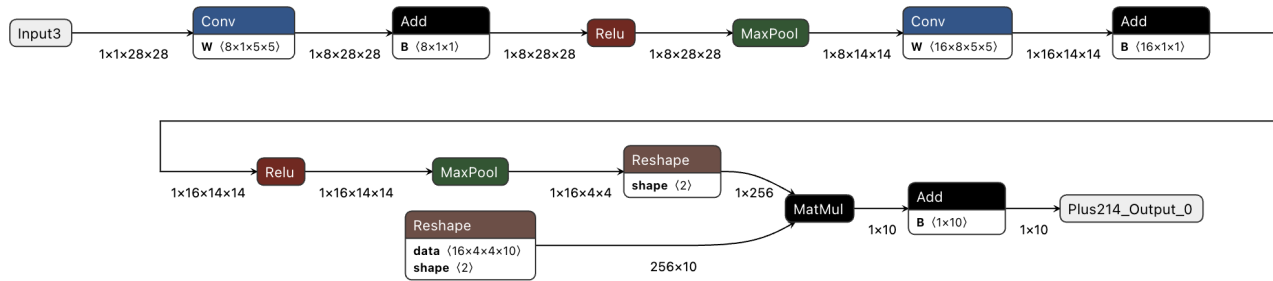 Input3
1×1×28×28
Conv
W ⟨8×1×5×5⟩
1×8×28×28
Add
B ⟨8×1×1⟩
1×8×28×28
Relu
1×8×28×28
MaxPool
1×8×14×14
Conv
W ⟨16×8×5×5⟩
1×16×14×14
Add
B ⟨16×1×1⟩
1×16×14×14
Relu
1×16×14×14
MaxPool
1×16×4×4
Reshape
shape ⟨2⟩
1×256
Reshape
data ⟨16×4×4×10⟩
shape ⟨2⟩
256×10
MatMul
1×10
Add
B ⟨1×10⟩
1×10
Plus214_Output_0